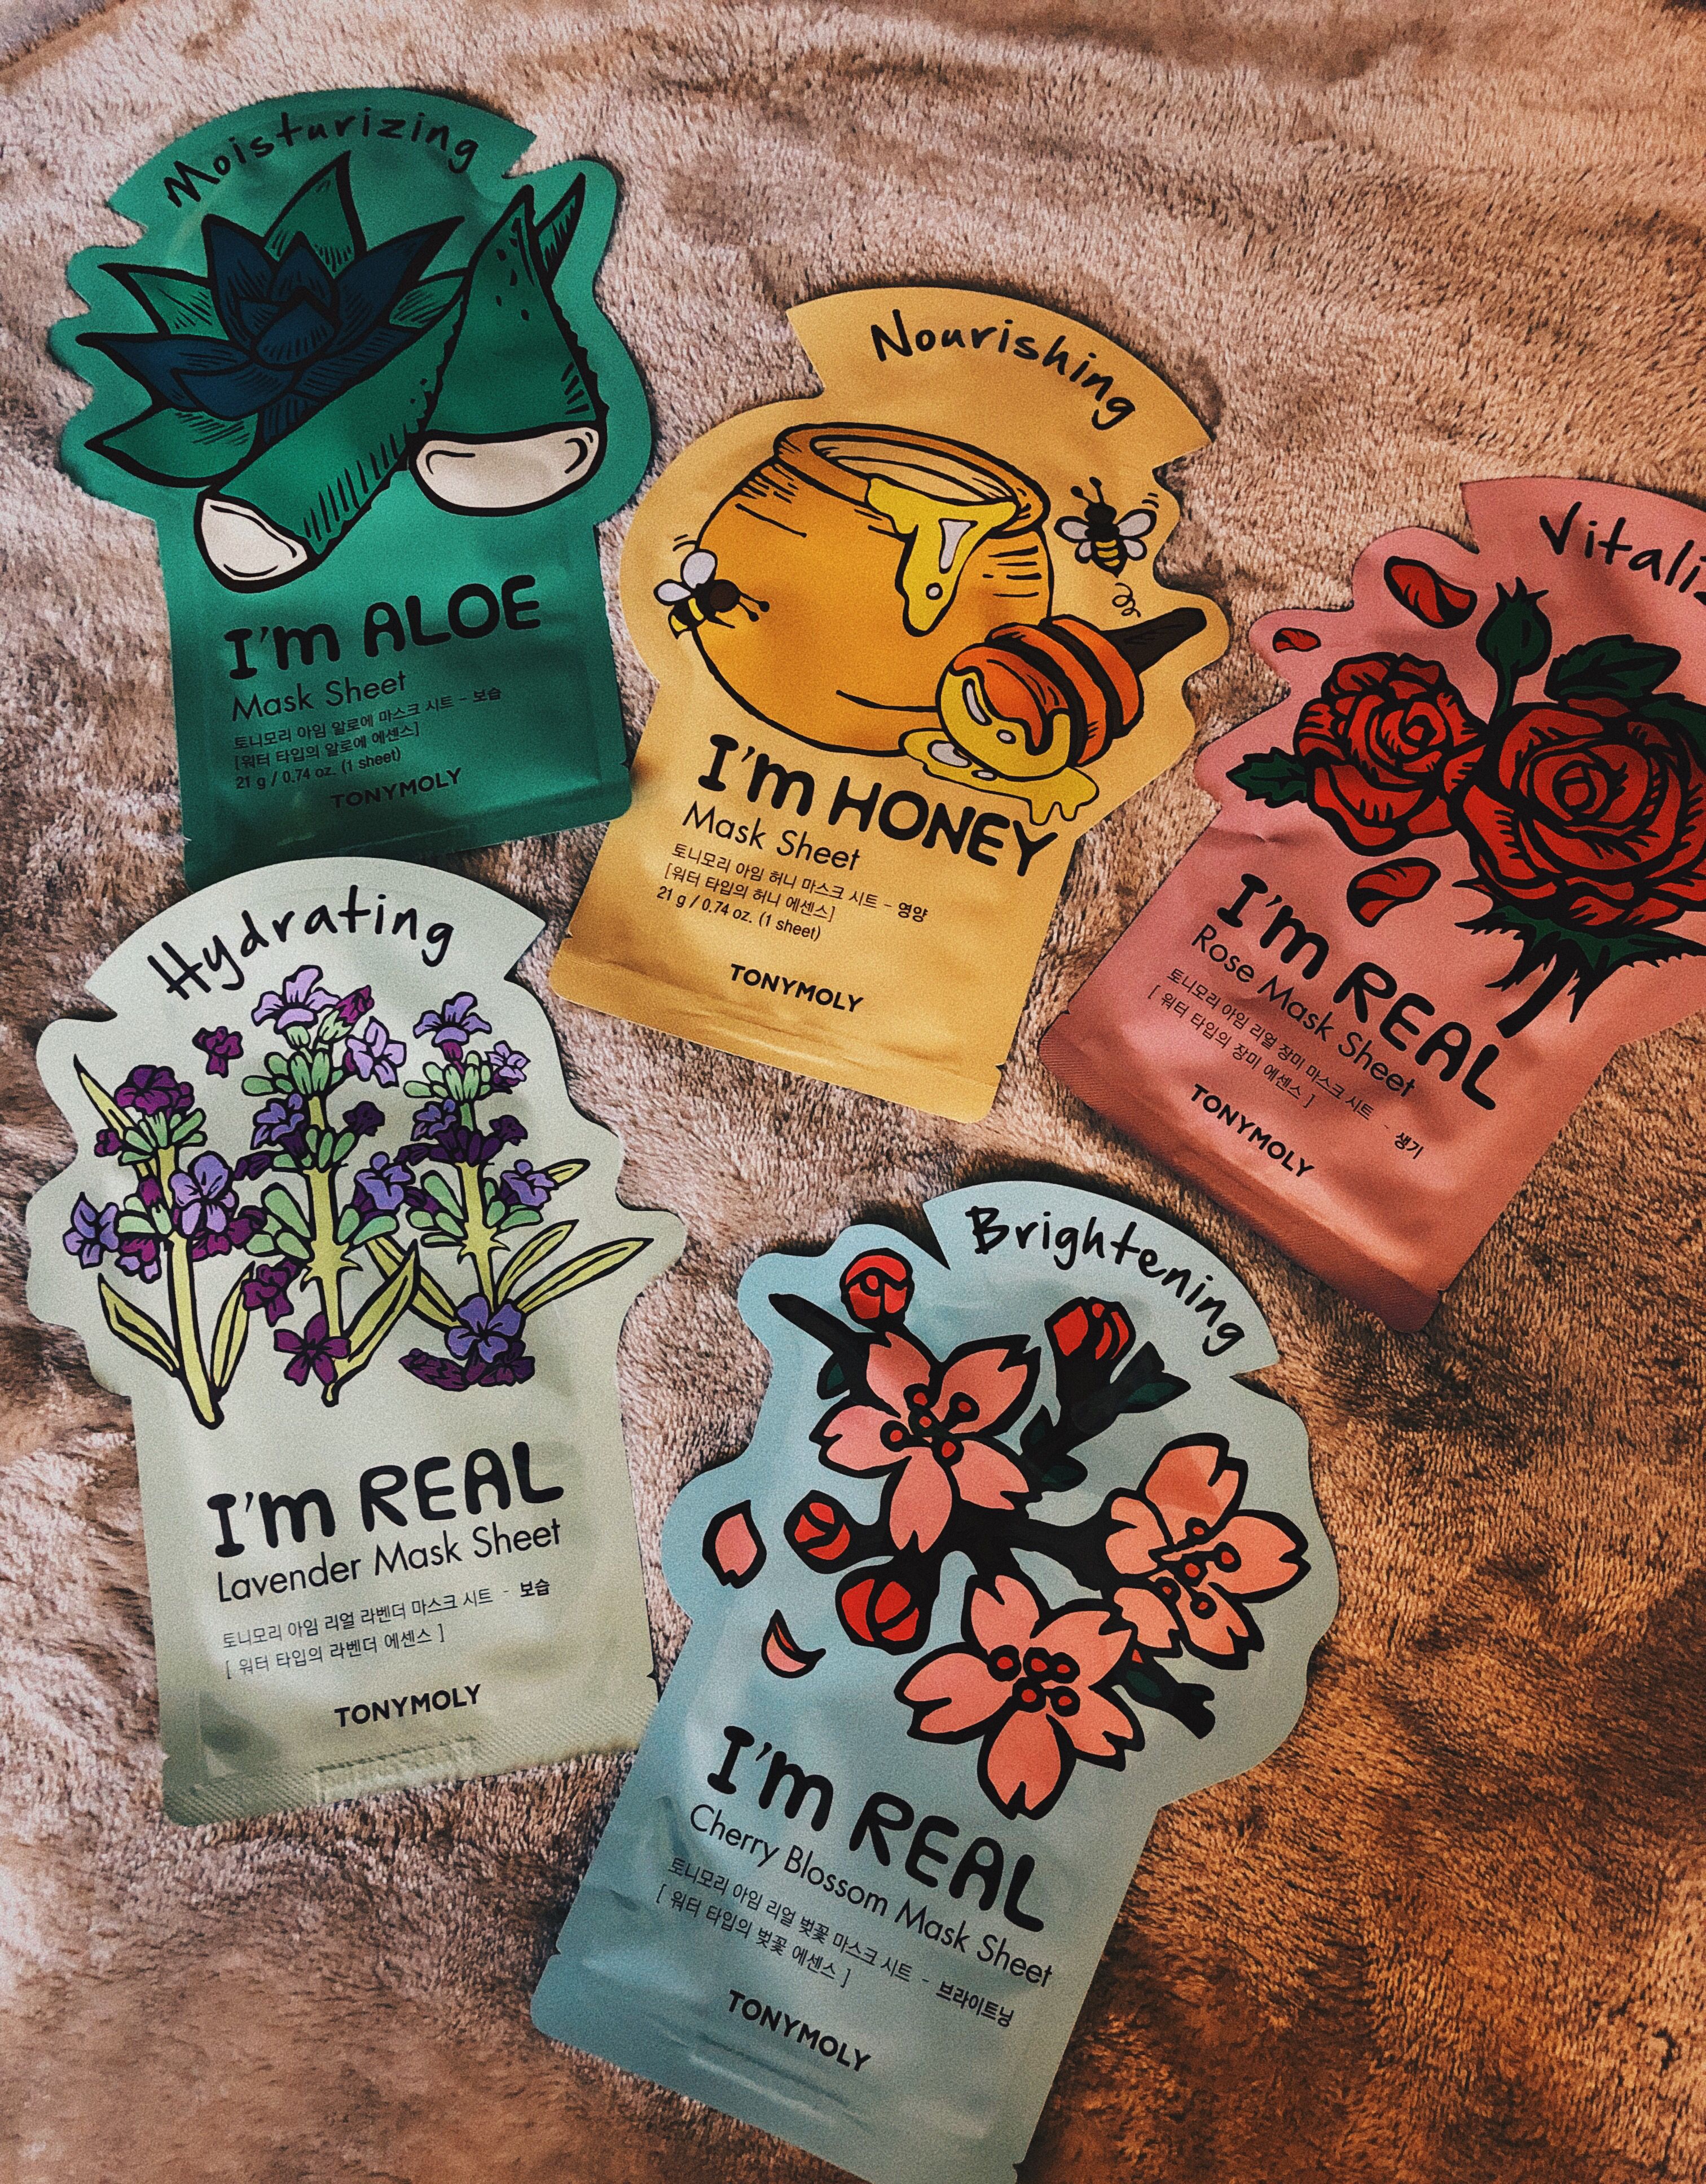 Moisturizing
I'm ALOE
Mask Sheet
토니모리 아임 알로에 마스크 시트 - 보습
[워터 타입의 알로에 에센스]
21 g / 0.74 oz. (1 sheet)
TONYMOLY
Nourishing
I'm HONEY
Mask Sheet
토니모리 아임 허니 마스크 시트 - 영양
[워터 타입의 허니 에센스]
21 g / 0.74 oz. (1 sheet)
TONYMOLY
I'm REAL
Rose Mask Sheet
토니모리 아임 리얼 장미 마스크 시트 - 생기
[ 워터 타입의 장미 에센스 ]
TONYMOLY
Hydrating
I'm REAL
Lavender Mask Sheet
토니모리 아임 리얼 라벤더 마스크 시트 - 보습
[ 워터 타입의 라벤더 에센스 ]
TONYMOLY
Brightening
I'm REAL
Cherry Blossom Mask Sheet
토니모리 아임 리얼 벚꽃 마스크 시트 - 브라이트닝
[ 워터 타입의 벚꽃 에센스 ]
TONYMOLY